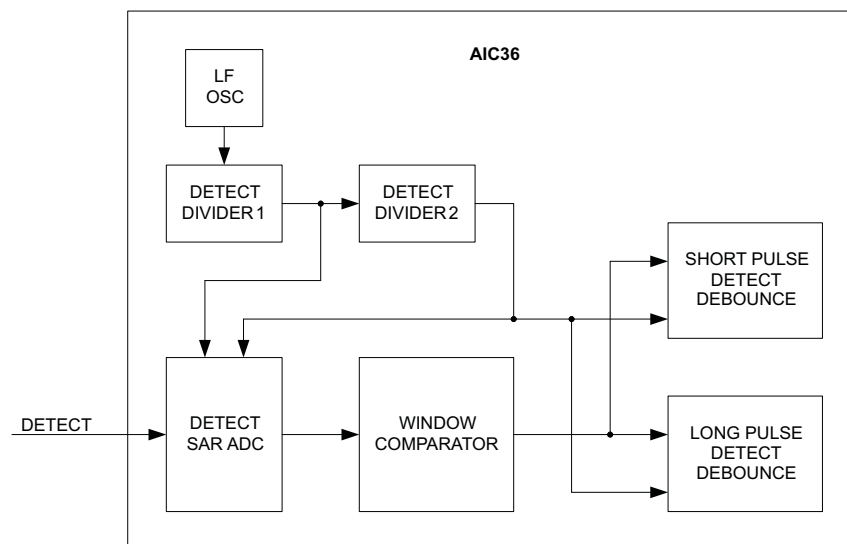 AIC36
LF
OSC
DETECT
DIVIDER 1
DETECT
DIVIDER 2
SHORT PULSE
DETECT
DEBOUNCE
DETECT
DETECT
SAR ADC
WINDOW
COMPARATOR
LONG PULSE
DETECT
DEBOUNCE